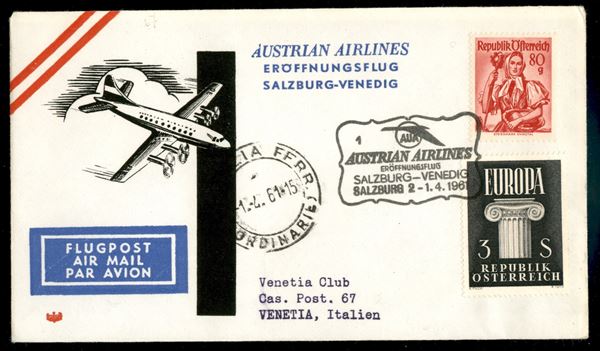 AUSTRIAN AIRLINES
ERÖFFNUNGSFLUG
SALZBURG-VENEDIG
Republik Österreich
80
g
1
AUA
AUSTRIAN AIRLINES
ERÖFFNUNGSFLUG
SALZBURG-VENEDIG
SALZBURG 2 - 1.4.1961
EUROPA
3 S
REPUBLIK
ÖSTERREICH
FERR.
61-15
ORDINARIE
FLUGPOST
AIR MAIL
PAR AVION
Venetia Club
Cas. Post. 67
VENETIA, Italien